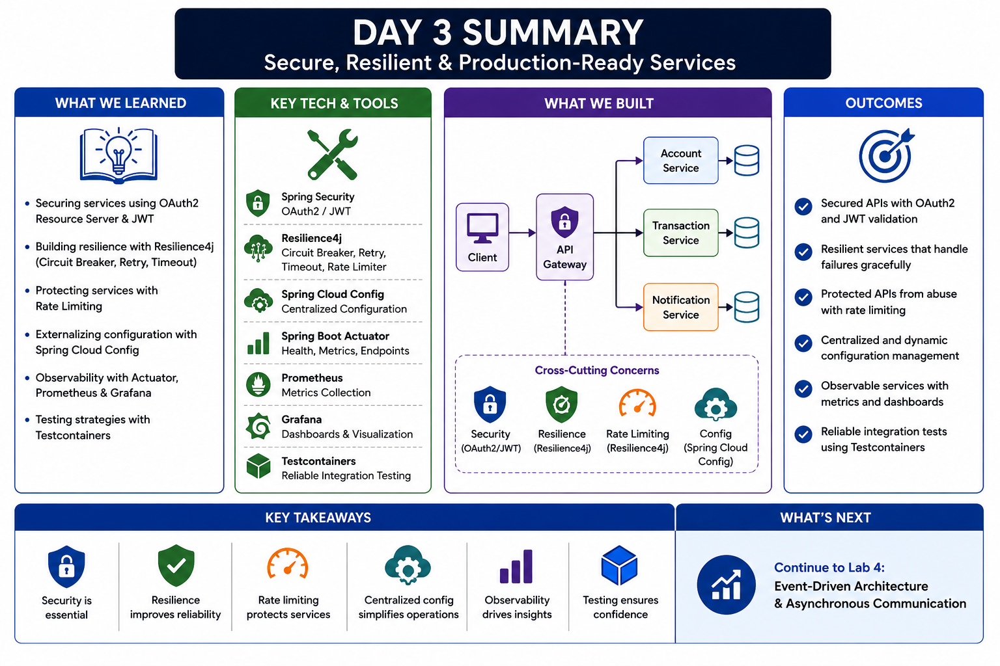 DAY 3 SUMMARY
Secure, Resilient & Production-Ready Services
WHAT WE LEARNED
• Securing services using OAuth2
Resource Server & JWT
• Building resilience with Resilience4j
(Circuit Breaker, Retry, Timeout)
• Protecting services with
Rate Limiting
• Externalizing configuration with
Spring Cloud Config
• Observability with Actuator,
Prometheus & Grafana
• Testing strategies with
Testcontainers
KEY TECH & TOOLS
Spring Security
OAuth2 / JWT
Resilience4j
Circuit Breaker, Retry,
Timeout, Rate Limiter
Spring Cloud Config
Centralized Configuration
Spring Boot Actuator
Health, Metrics, Endpoints
Prometheus
Metrics Collection
Grafana
Dashboards & Visualization
Testcontainers
Reliable Integration Testing
WHAT WE BUILT
Client
API
Gateway
Account
Service
Transaction
Service
Notification
Service
Cross-Cutting Concerns
Security
(OAuth2/JWT)
Resilience
(Resilience4j)
Rate Limiting
(Resilience4j)
Config
(Spring Cloud
Config)
OUTCOMES
Secured APIs with OAuth2
and JWT validation
Resilient services that handle
failures gracefully
Protected APIs from abuse
with rate limiting
Centralized and dynamic
configuration management
Observable services with
metrics and dashboards
Reliable integration tests
using Testcontainers
KEY TAKEAWAYS
Security is
essential
Resilience
improves reliability
Rate limiting
protects services
Centralized config
simplifies operations
Observability
drives insights
Testing ensures
confidence
WHAT'S NEXT
Continue to Lab 4:
Event-Driven Architecture
& Asynchronous Communication